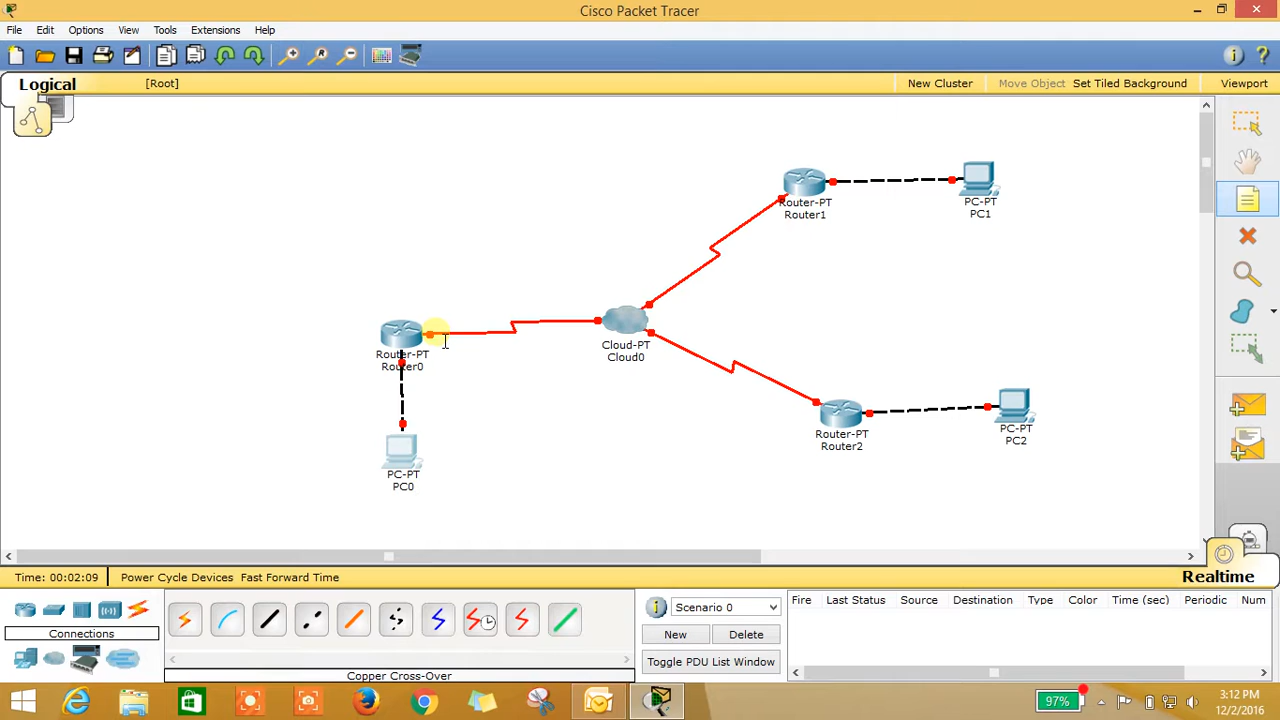 Cisco Packet Tracer
File Edit Options View Tools Extensions Help
Logical [Root] New Cluster Move Object Set Tiled Background Viewport
Router-PT
Router1
PC-PT
PC1
Router-PT
Router0
Cloud-PT
Cloud0
Router-PT
Router2
PC-PT
PC2
PC-PT
PC0
Time: 00:02:09 Power Cycle Devices Fast Forward Time Realtime
Connections
Copper Cross-Over
Scenario 0
New Delete
Toggle PDU List Window
Fire Last Status Source Destination Type Color Time (sec) Periodic Num
97%
3:12 PM
12/2/2016